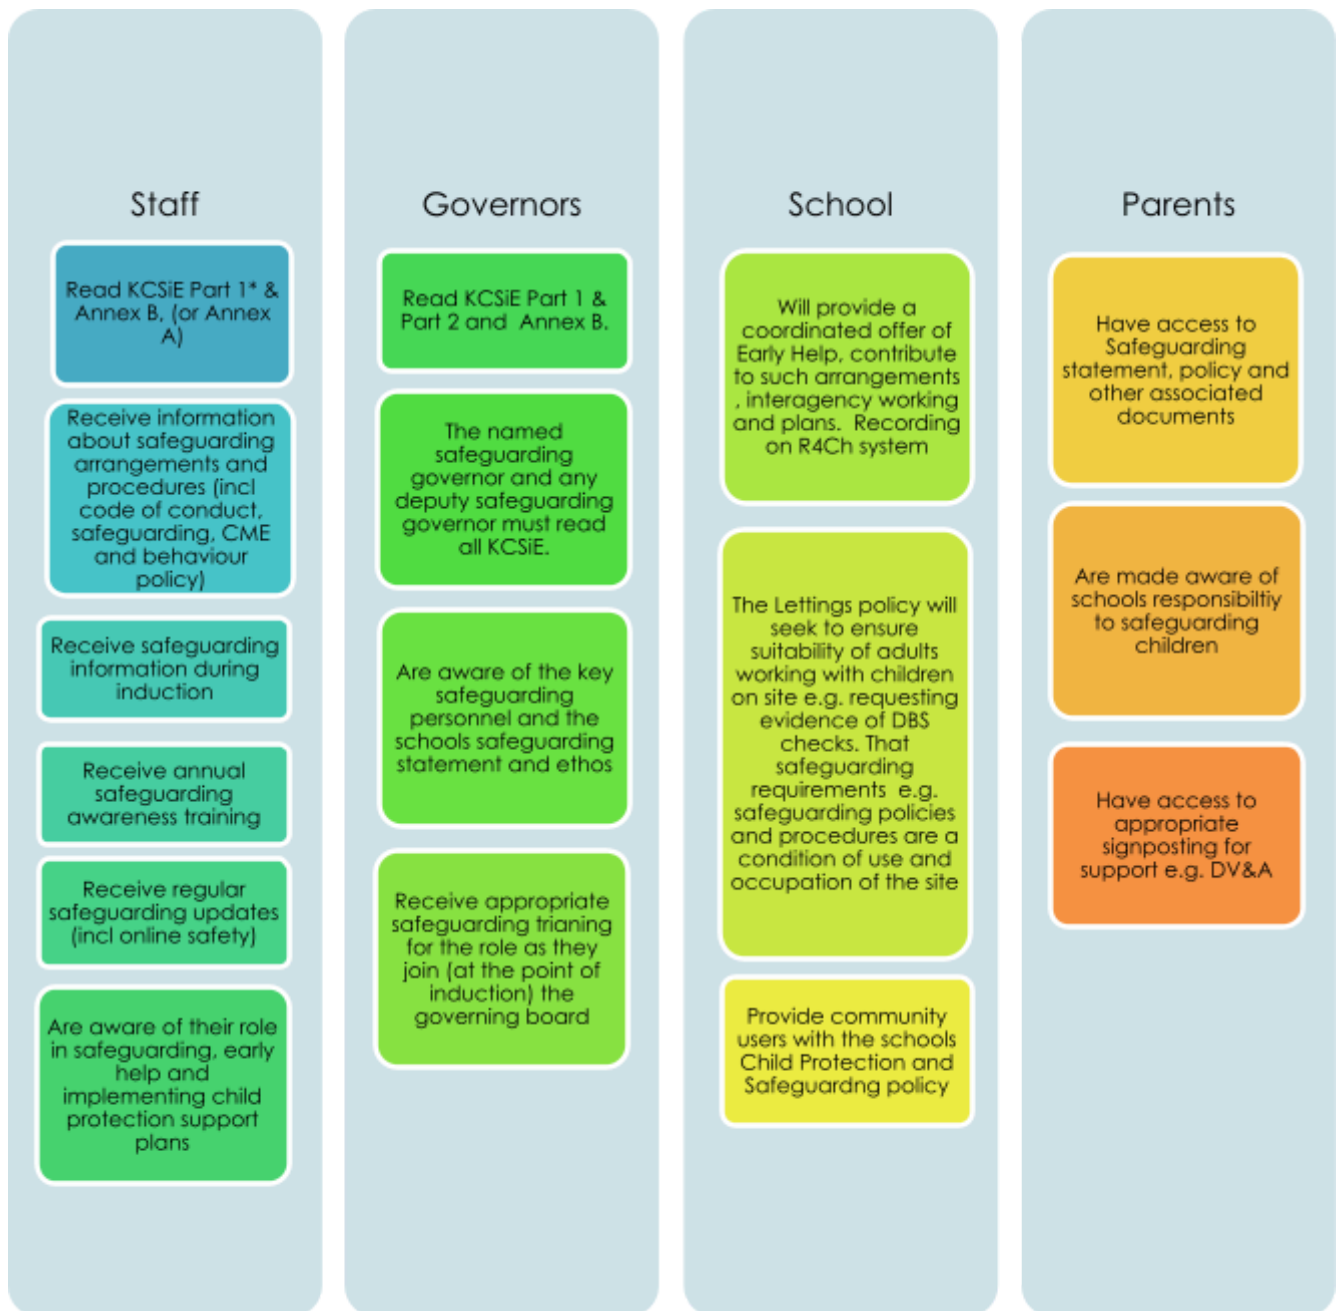 Staff
Read KCSiE Part 1* &
Annex B, (or Annex
A)
Receive information
about safeguarding
arrangements and
procedures (incl
code of conduct,
safeguarding, CME
and behaviour
policy)
Receive safeguarding
information during
induction
Receive annual
safeguarding
awareness training
Receive regular
safeguarding updates
(incl online safety)
Are aware of their role
in safeguarding, early
help and
implementing child
protection support
plans
Governors
Read KCSiE Part 1 &
Part 2 and Annex B.
The named
safeguarding
governor and any
deputy safeguarding
governor must read
all KCSiE.
Are aware of the key
safeguarding
personnel and the
schools safeguarding
statement and ethos
Receive appropriate
safeguarding trianing
for the role as they
join (at the point of
induction) the
governing board
School
Will provide a
coordinated offer of
Early Help, contribute
to such arrangements
, interagency working
and plans. Recording
on R4Ch system
The Lettings policy will
seek to ensure
suitability of adults
working with children
on site e.g. requesting
evidence of DBS
checks. That
safeguarding
requirements e.g.
safeguarding policies
and procedures are a
condition of use and
occupation of the site
Provide community
users with the schools
Child Protection and
Safeguardng policy
Parents
Have access to
Safeguarding
statement, policy and
other associated
documents
Are made aware of
schools responsibiltiy
to safeguarding
children
Have access to
appropriate
signposting for
support e.g. DV&A